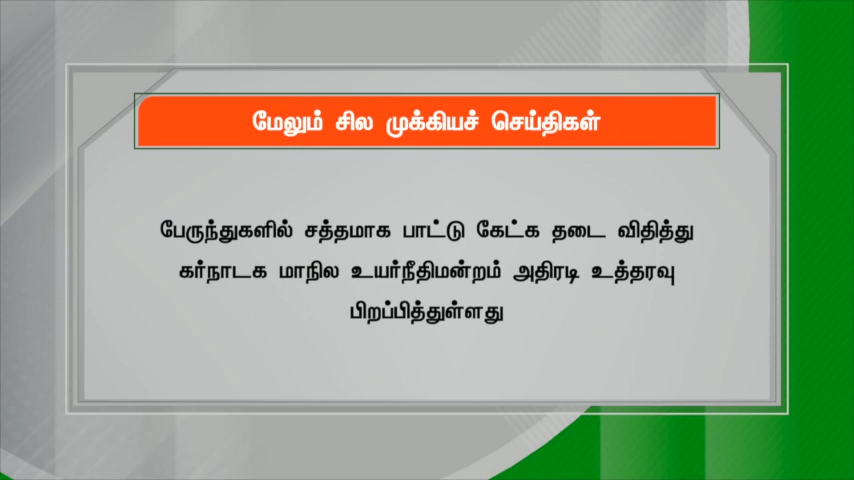 மேலும் சில முக்கியச் செய்திகள்
பேருந்துகளில் சத்தமாக பாட்டு கேட்க தடை விதித்து
கர்நாடக மாநில உயர்நீதிமன்றம் அதிரடி உத்தரவு
பிறப்பித்துள்ளது